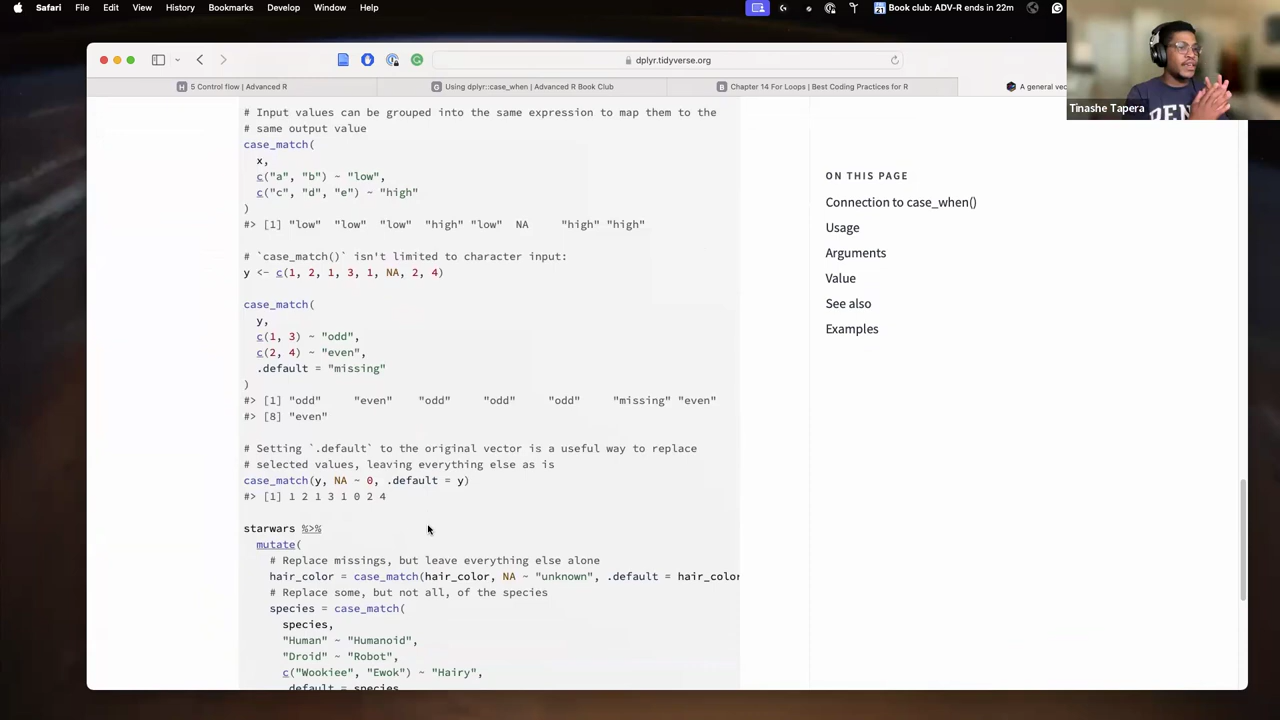 Safari File Edit View History Bookmarks Develop Window Help
21 Book club: ADV-R ends in 22m
dplyr.tidyverse.org
5 Control flow | Advanced R
Using dplyr::case_when | Advanced R Book Club
Chapter 14 For Loops | Best Coding Practices for R
A general vec
Tinashe Tapera
PEN
# Input values can be grouped into the same expression to map them to the
# same output value
case_match(
x,
c("a", "b") ~ "low",
c("c", "d", "e") ~ "high"
)
#> [1] "low"  "low"  "low"  "high" "low"  NA     "high" "high"
# `case_match()` isn't limited to character input:
y <- c(1, 2, 1, 3, 1, NA, 2, 4)
case_match(
y,
c(1, 3) ~ "odd",
c(2, 4) ~ "even",
.default = "missing"
)
#> [1] "odd"     "even"    "odd"     "odd"     "odd"     "missing" "even"
#> [8] "even"
# Setting `.default` to the original vector is a useful way to replace
# selected values, leaving everything else as is
case_match(y, NA ~ 0, .default = y)
#> [1] 1 2 1 3 1 0 2 4
starwars %>%
mutate(
# Replace missings, but leave everything else alone
hair_color = case_match(hair_color, NA ~ "unknown", .default = hair_color
# Replace some, but not all, of the species
species = case_match(
species,
"Human" ~ "Humanoid",
"Droid" ~ "Robot",
c("Wookiee", "Ewok") ~ "Hairy",
.default = species
ON THIS PAGE
Connection to case_when()
Usage
Arguments
Value
See also
Examples